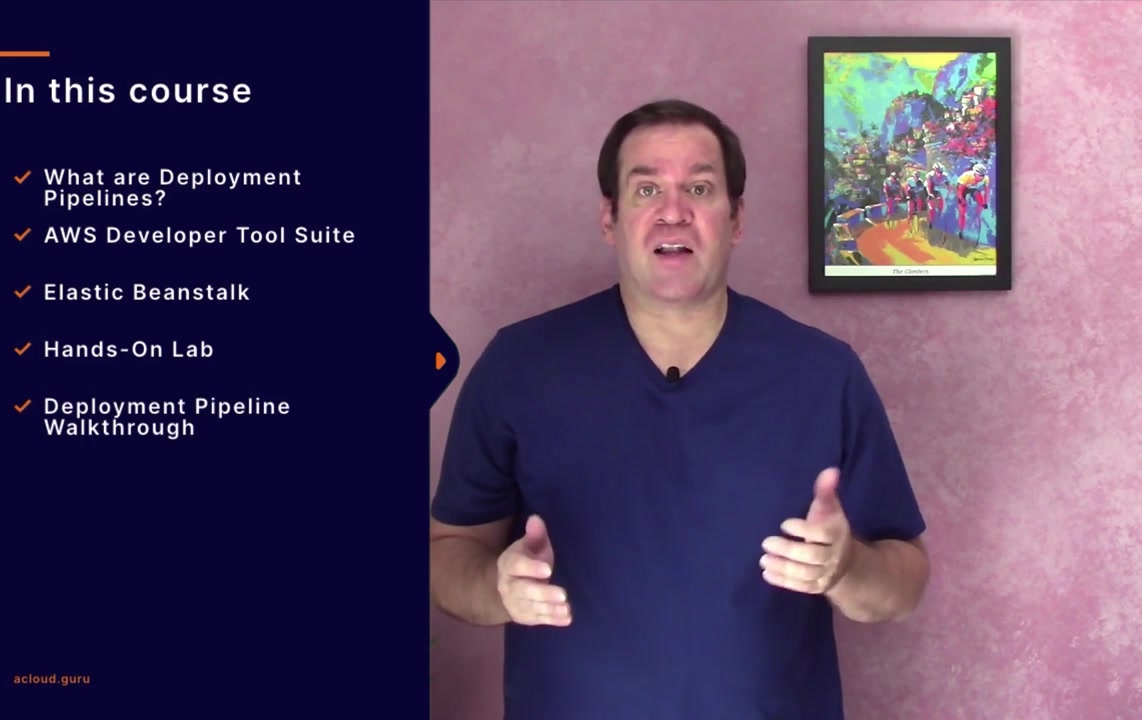 In this course
What are Deployment
Pipelines?
AWS Developer Tool Suite
Elastic Beanstalk
Hands-On Lab
Deployment Pipeline
Walkthrough
acloud.guru
The Climbers